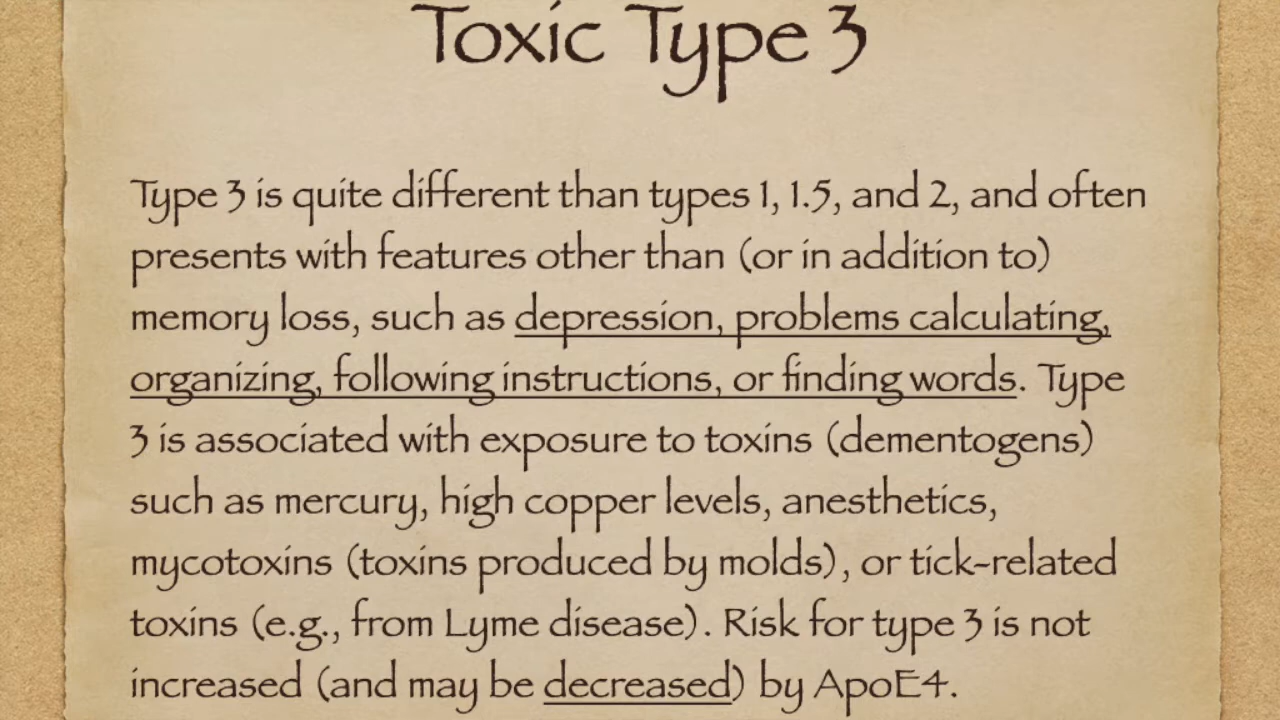 Toxic Type 3
Type 3 is quite different than types 1, 1.5, and 2, and often
presents with features other than (or in addition to)
memory loss, such as depression, problems calculating,
organizing, following instructions, or finding words. Type
3 is associated with exposure to toxins (dementogens)
such as mercury, high copper levels, anesthetics,
mycotoxins (toxins produced by molds), or tick-related
toxins (e.g., from Lyme disease). Risk for type 3 is not
increased (and may be decreased) by ApoE4.